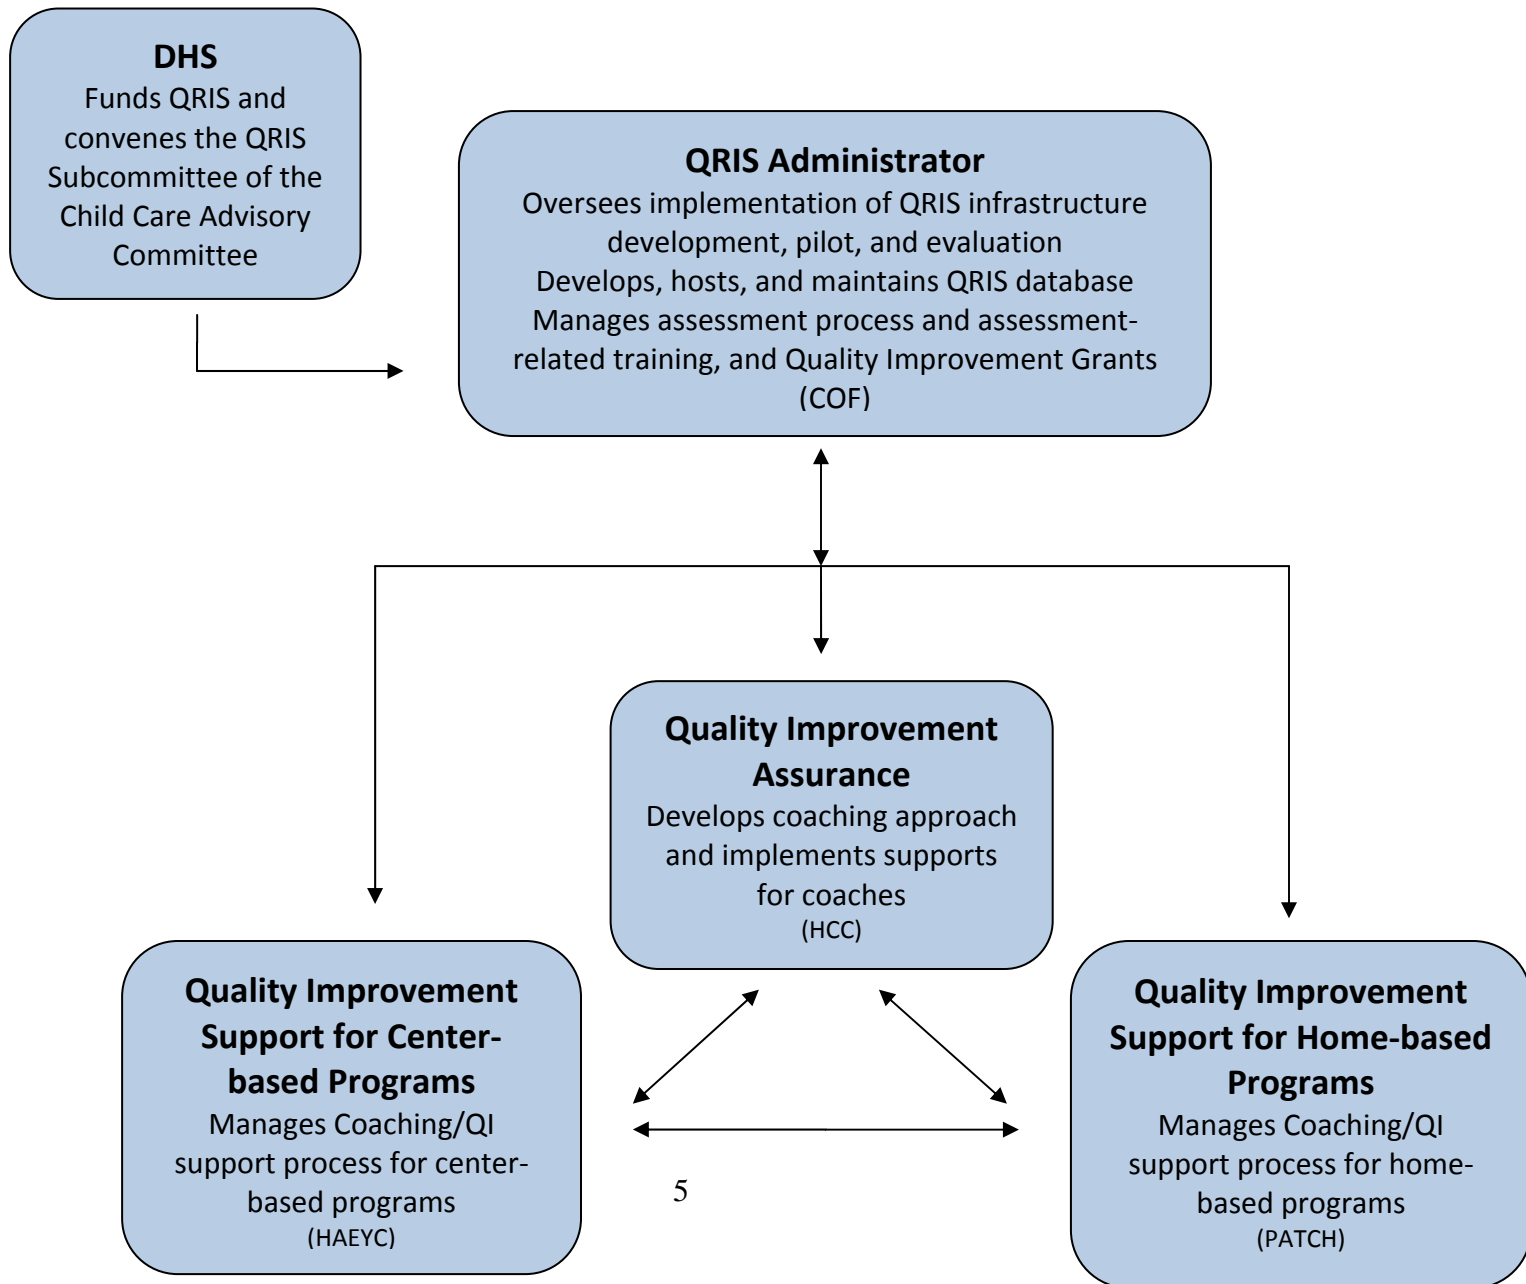 DHS
Funds QRIS and
convenes the QRIS
Subcommittee of the
Child Care Advisory
Committee
QRIS Administrator
Oversees implementation of QRIS infrastructure
development, pilot, and evaluation
Develops, hosts, and maintains QRIS database
Manages assessment process and assessment-
related training, and Quality Improvement Grants
(COF)
Quality Improvement
Assurance
Develops coaching approach
and implements supports
for coaches
(HCC)
Quality Improvement
Support for Center-
based Programs
Manages Coaching/QI
support process for center-
based programs
(HAEYC)
Quality Improvement
Support for Home-based
Programs
Manages Coaching/QI
support process for home-
based programs
(PATCH)
5